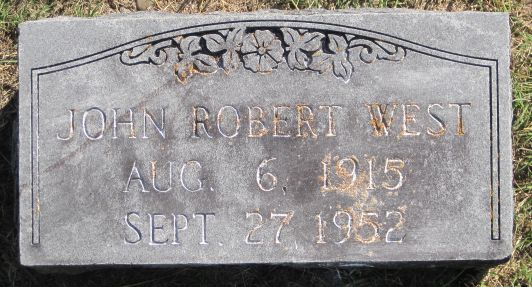 JOHN ROBERT WEST
AUG. 6, 1915
SEPT. 27, 1952